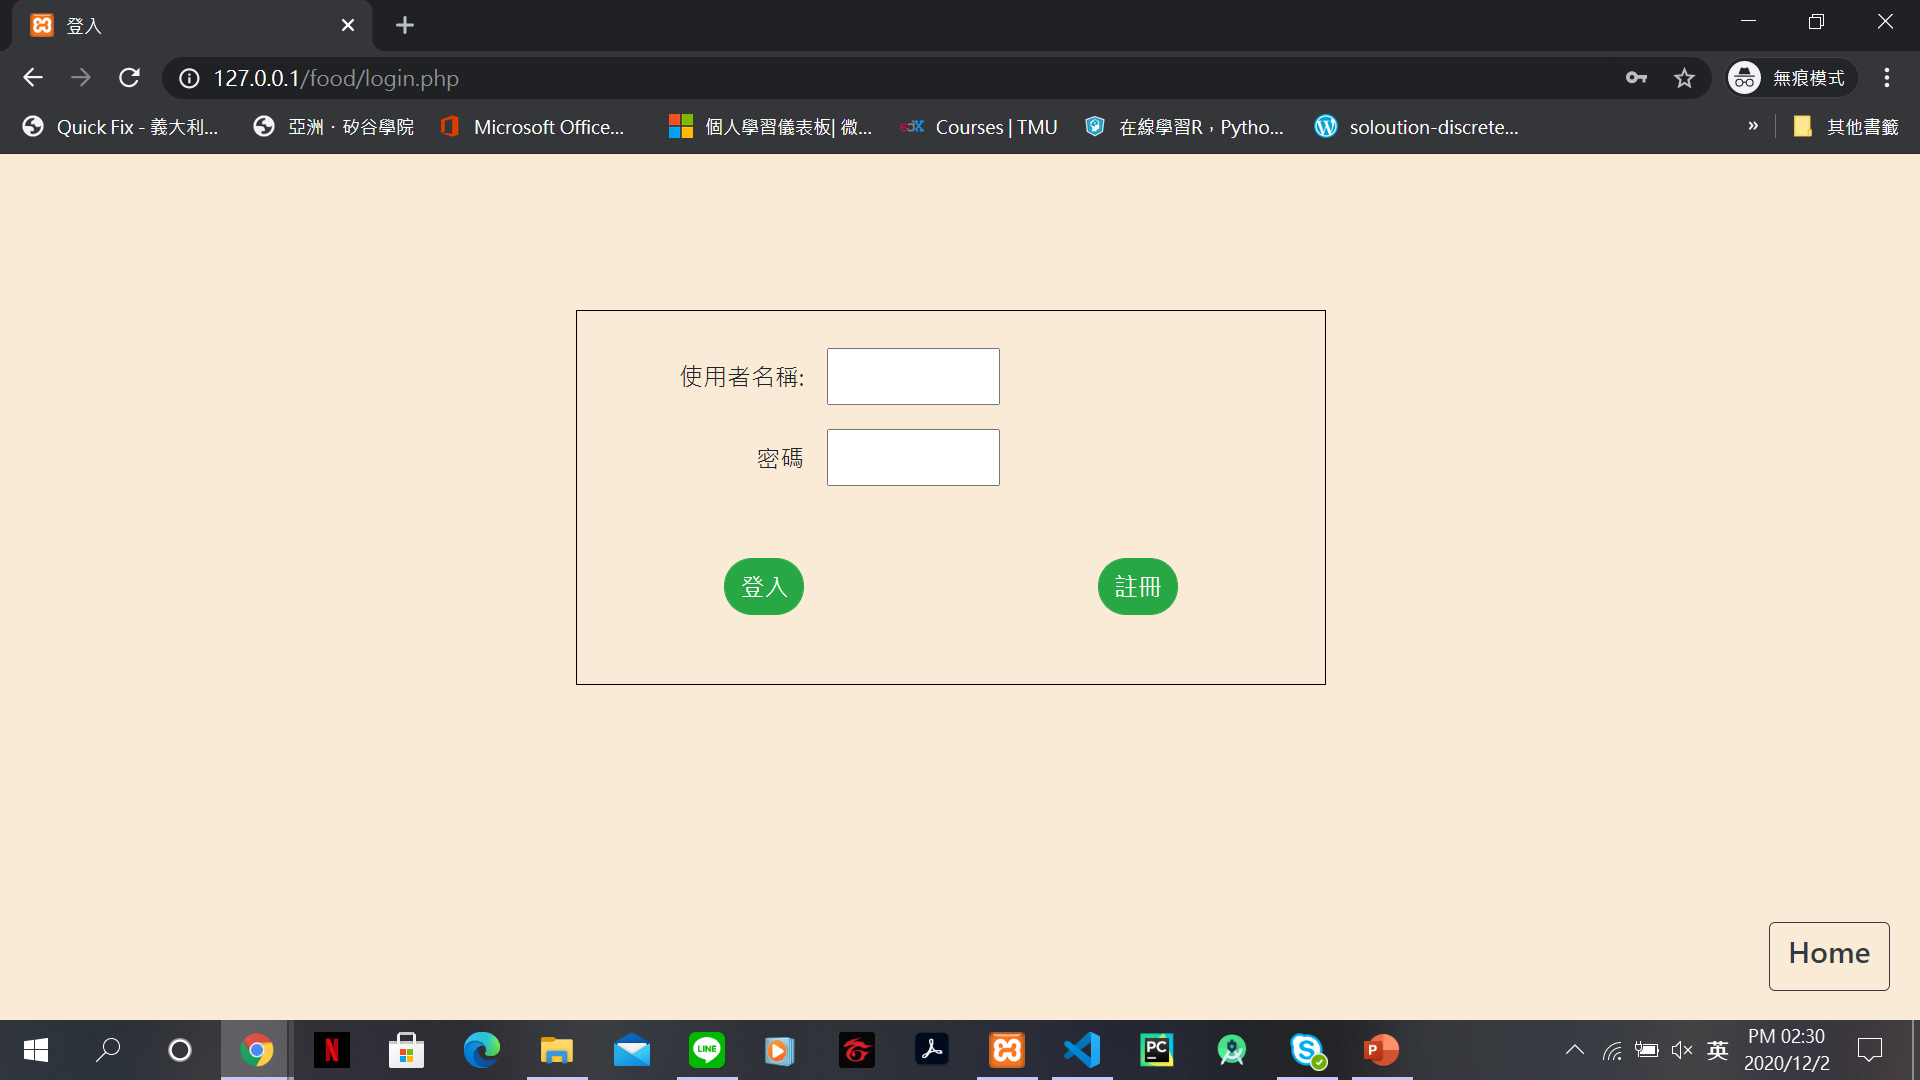 登入
127.0.0.1/food/login.php
無痕模式
Quick Fix - 義大利...
亞洲・矽谷學院
Microsoft Office...
個人學習儀表板| 微...
Courses | TMU
在線學習R，Pytho...
soloution-discrete...
»
其他書籤
使用者名稱:
密碼
登入
註冊
Home
N
LINE
PC
S
P
英
PM 02:30
2020/12/2